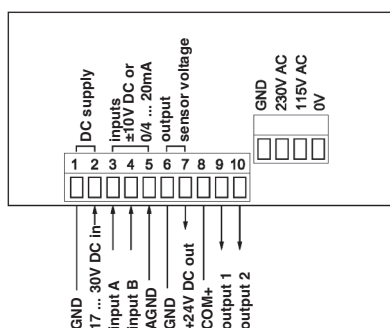 DC supply
inputs
±10V DC or
0/4 ... 20mA
output
sensor voltage
GND
230V AC
115V AC
0V
1 2 3 4 5 6 7 8 9 10
GND
17 ... 30V DC in
input A
input B
AGND
GND
+24V DC out
COM+
output 1
output 2